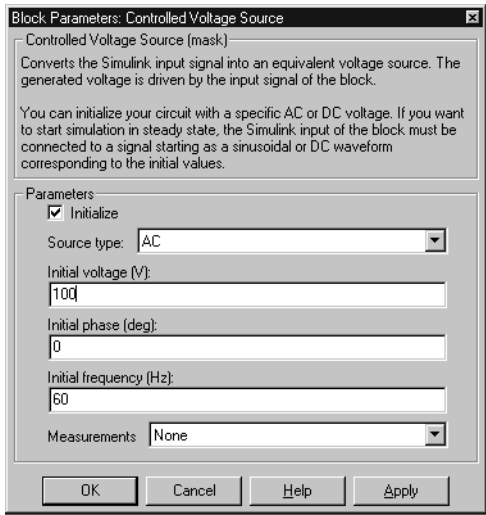 Block Parameters: Controlled Voltage Source
Controlled Voltage Source (mask)
Converts the Simulink input signal into an equivalent voltage source. The
generated voltage is driven by the input signal of the block.
You can initialize your circuit with a specific AC or DC voltage. If you want
to start simulation in steady state, the Simulink input of the block must be
connected to a signal starting as a sinusoidal or DC waveform
corresponding to the initial values.
Parameters
Initialize
Source type: AC
Initial voltage (V):
100
Initial phase (deg):
0
Initial frequency (Hz):
60
Measurements None
OK Cancel Help Apply